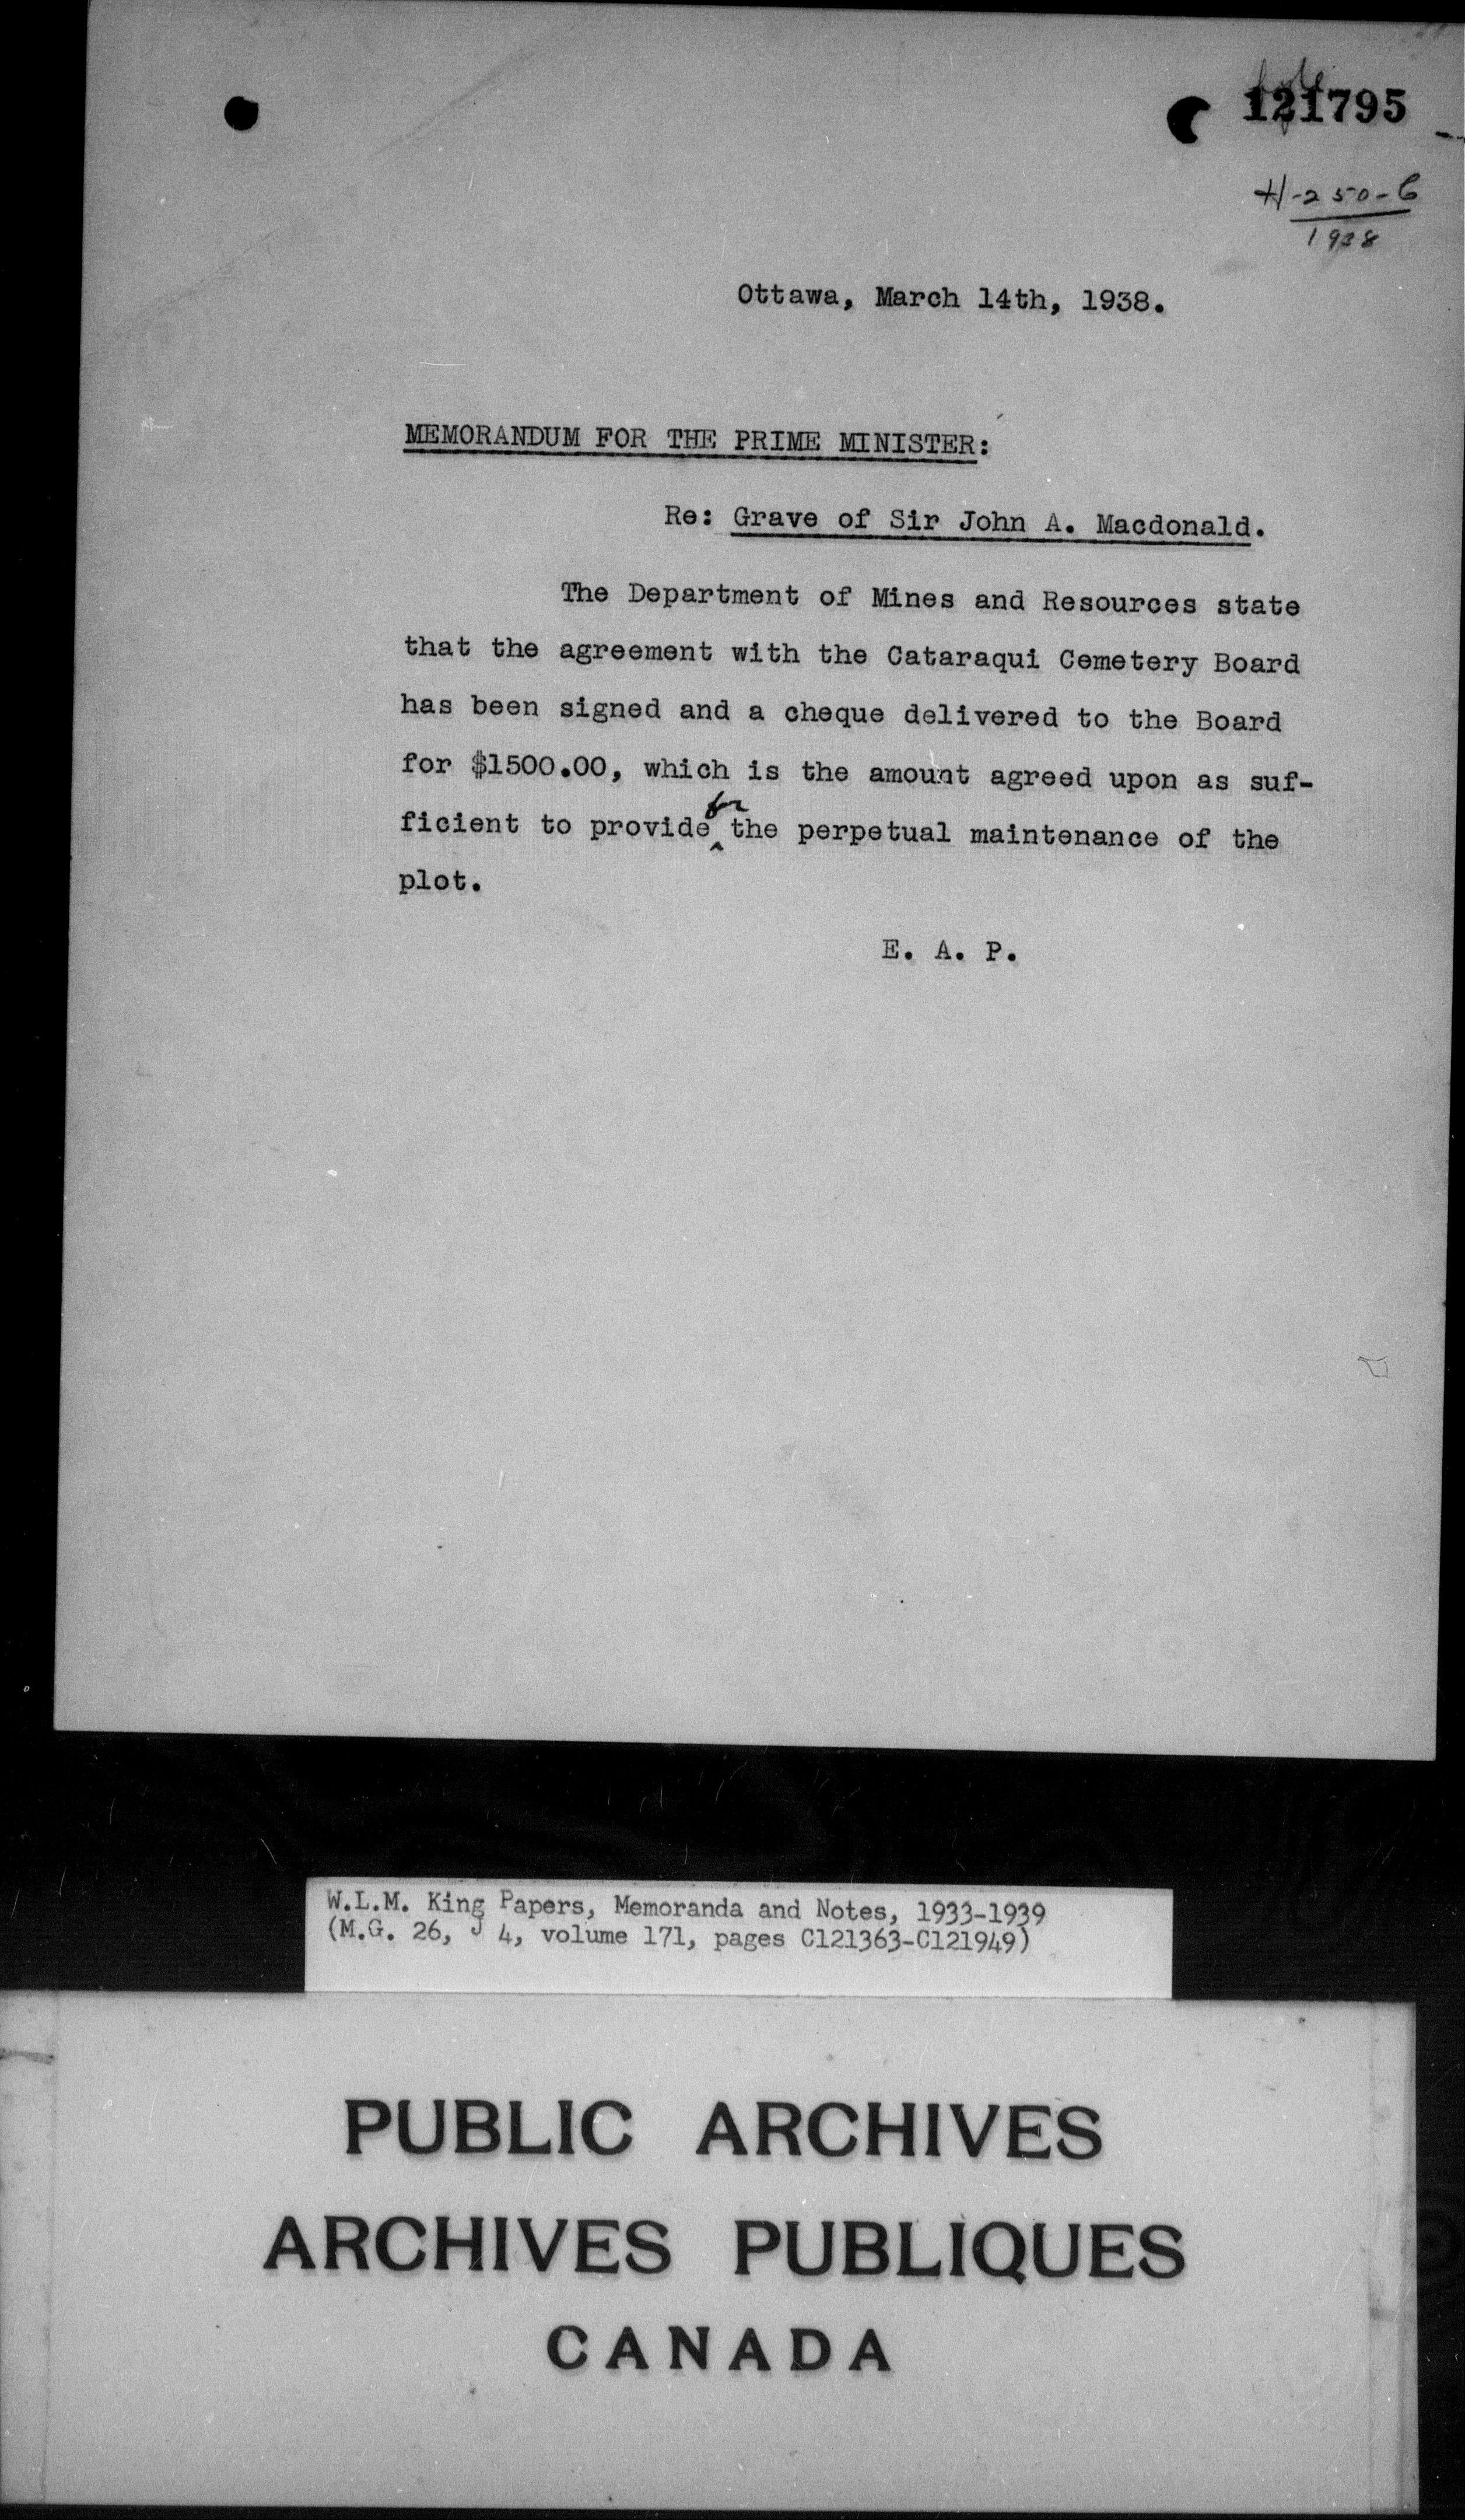 121795
H-250-6
1938
Ottawa, March 14th, 1938.
MEMORANDUM FOR THE PRIME MINISTER:
Re: Grave of Sir John A. Macdonald.
The Department of Mines and Resources state
that the agreement with the Cataraqui Cemetery Board
has been signed and a cheque delivered to the Board
for $1500.00, which is the amount agreed upon as suf-
ficient to provide for the perpetual maintenance of the
plot.
E. A. P.
W.L.M. King Papers, Memoranda and Notes, 1933-1939
(M.G. 26, J 4, volume 171, pages C121363-C121949)
PUBLIC ARCHIVES
ARCHIVES PUBLIQUES
CANADA